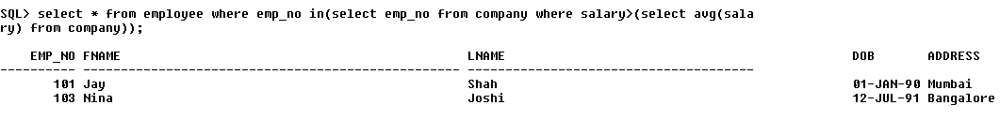 SQL> select * from employee where emp_no in(select emp_no from company where salary>(select avg(sala
ry) from company));
EMP_NO FNAME LNAME DOB ADDRESS
---------- -------------------------------------------------- -------------------------------------- --------- ---------
101 Jay Shah 01-JAN-90 Mumbai
103 Nina Joshi 12-JUL-91 Bangalore